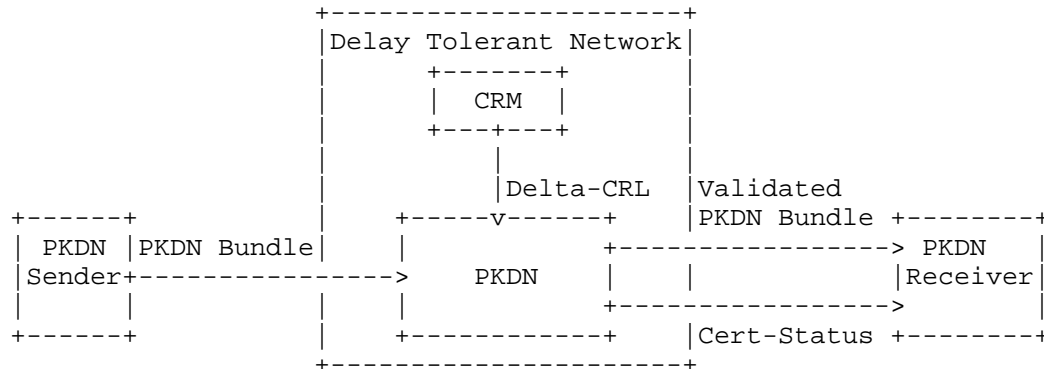 Delay Tolerant Network
CRM
Delta-CRL Validated
PKDN Bundle
PKDN PKDN Bundle PKDN
Sender PKDN Receiver
Cert-Status